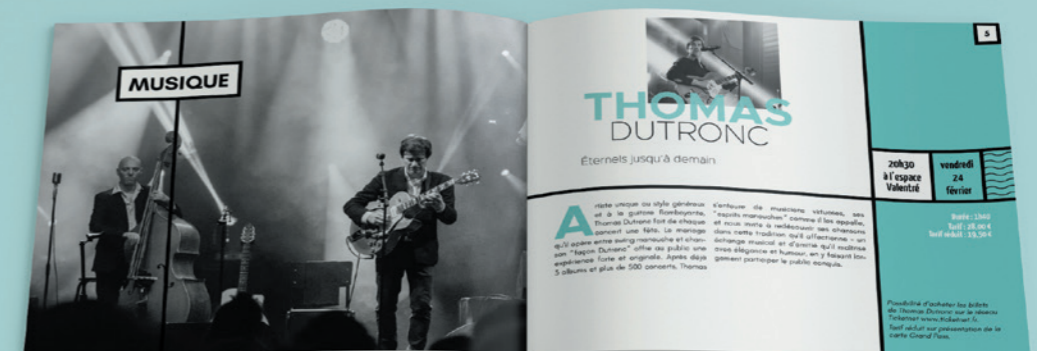 MUSIQUE
5
THOMAS
DUTRONC
Éternels jusqu'à demain
20h30
à l'espace
Valentré
vendredi
24
février
Artiste unique au style généreux
et à la guitare flamboyante,
Thomas Dutronc fait de chaque
concert une fête. Le mariage
qu'il opère entre swing manouche et chan-
son "façon Dutronc" offre au public une
expérience forte et originale. Après déjà
5 albums et plus de 500 concerts, Thomas
s'entoure de musiciens virtuoses, ses
"esprits manouches" comme il les appelle,
et nous invite à redécouvrir ses chansons
dans cette tradition qu'il affectionne - un
échange musical et d'amitié qu'il maîtrise
avec élégance et humour, en y faisant lar-
gement participer le public conquis.
Durée : 1h40
Tarif : 28,00 €
Tarif réduit : 19,50 €
Possibilité d'acheter les billets
de Thomas Dutronc sur le réseau
Ticketnet www.ticketnet.fr.
Tarif réduit sur présentation de la
carte Grand Pass.